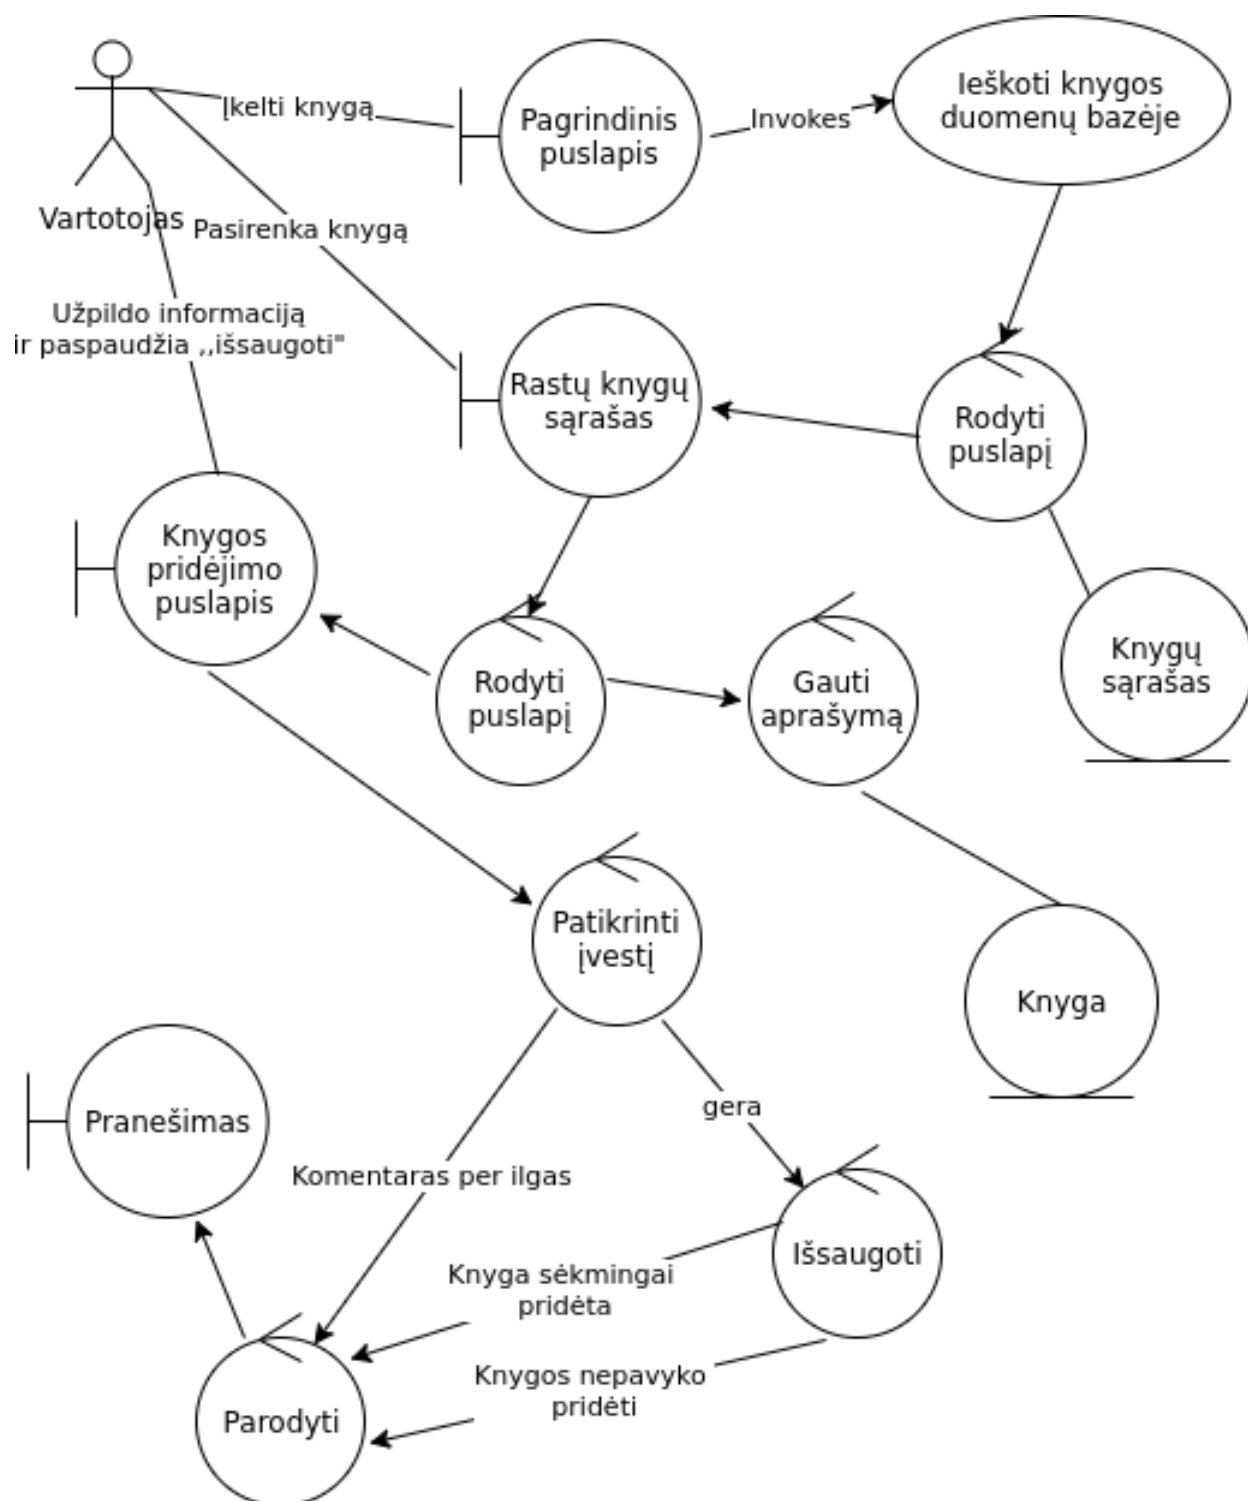 Įkelti knygą
Pagrindinis
puslapis
Invokes
Ieškoti knygos
duomenų bazėje
Vartotojas
Pasirenka knygą
Užpildo informaciją
ir paspaudžia ,,išsaugoti"
Rastų knygų
sąrašas
Rodyti
puslapį
Knygos
pridėjimo
puslapis
Rodyti
puslapį
Gauti
aprašymą
Knygų
sąrašas
Patikrinti
įvestį
Knyga
Pranešimas
gera
Komentaras per ilgas
Išsaugoti
Knyga sėkmingai
pridėta
Knygos nepavyko
pridėti
Parodyti